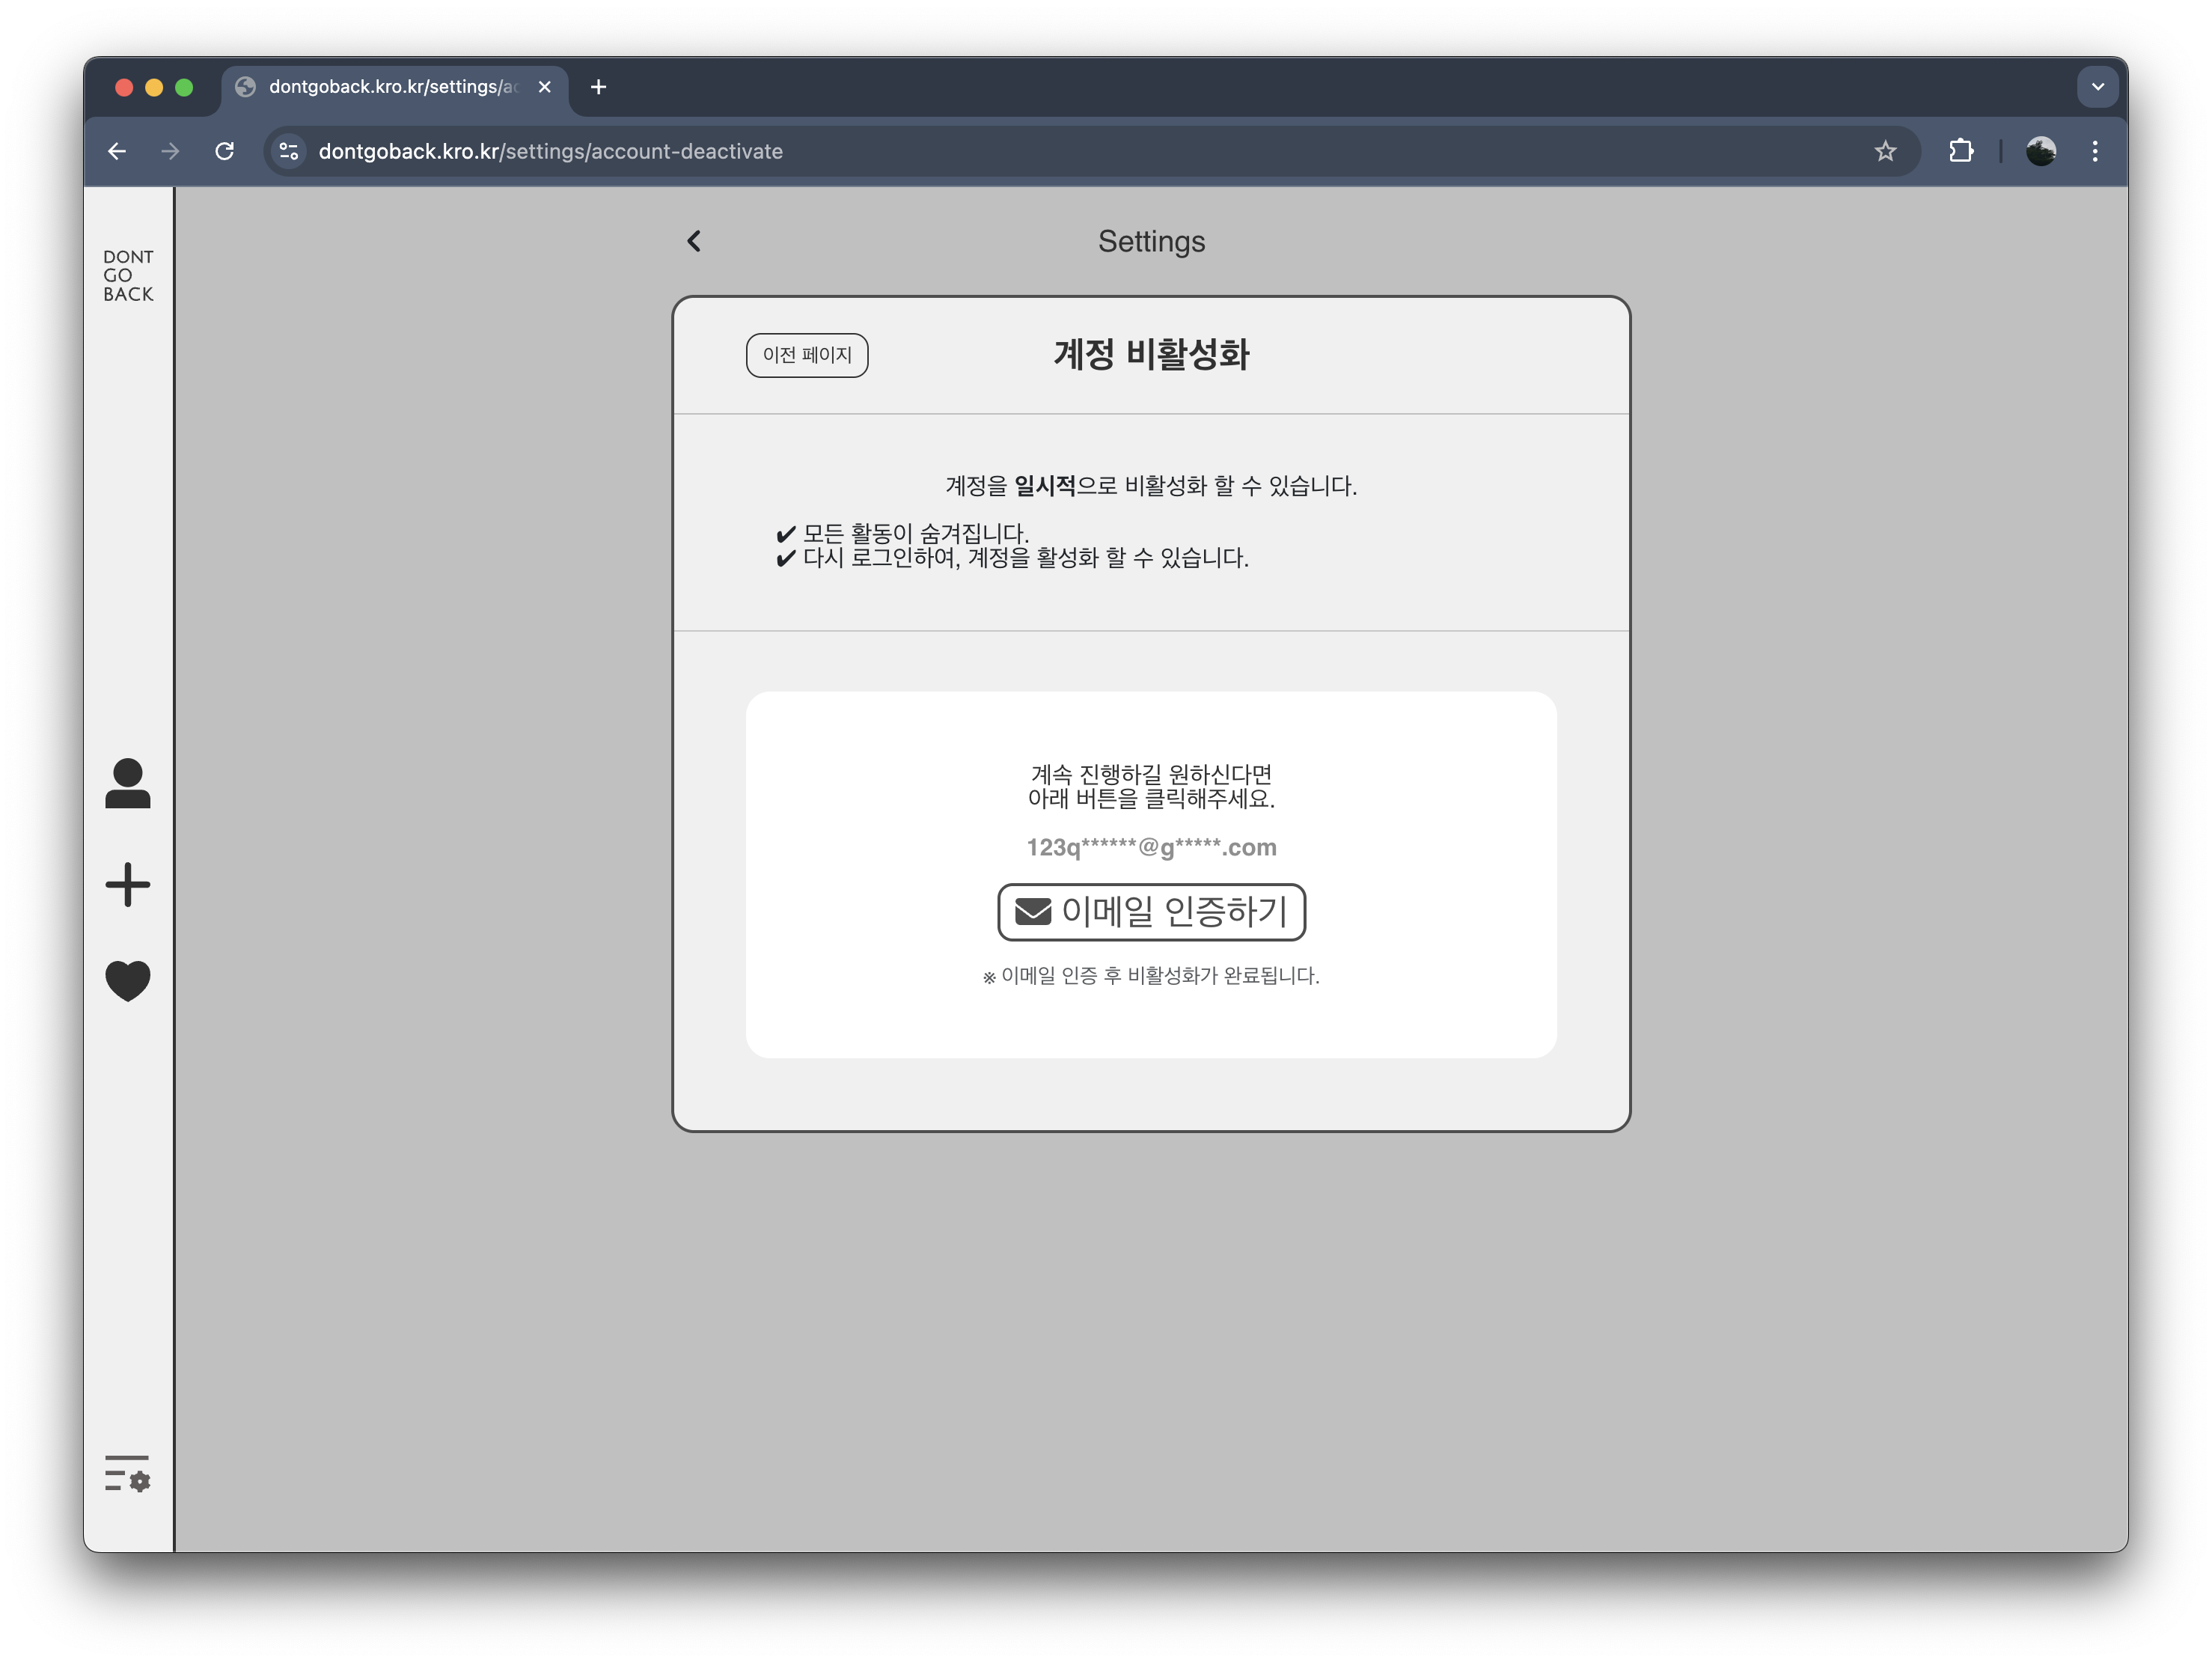 dontgoback.kro.kr/settings/ac
dontgoback.kro.kr/settings/account-deactivate
DONT
GO
BACK
Settings
이전 페이지
계정 비활성화
계정을 일시적으로 비활성화 할 수 있습니다.
✔ 모든 활동이 숨겨집니다.
✔ 다시 로그인하여, 계정을 활성화 할 수 있습니다.
계속 진행하길 원하신다면
아래 버튼을 클릭해주세요.
123q******@g*****.com
이메일 인증하기
※ 이메일 인증 후 비활성화가 완료됩니다.